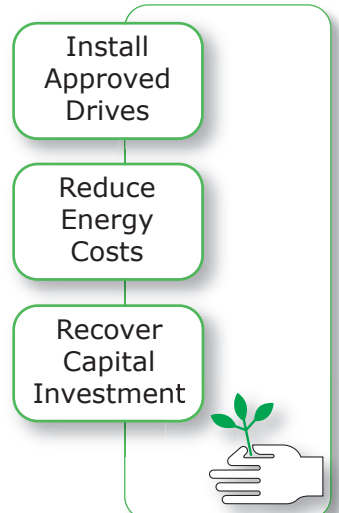 Install
Approved
Drives
Reduce
Energy
Costs
Recover
Capital
Investment